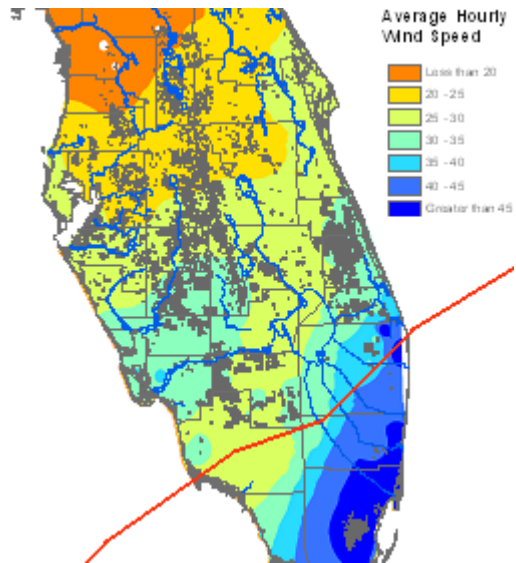 Average Hourly
Wind Speed
Less than 20
20 - 25
25 - 30
30 - 35
35 - 40
40 - 45
Greater than 45